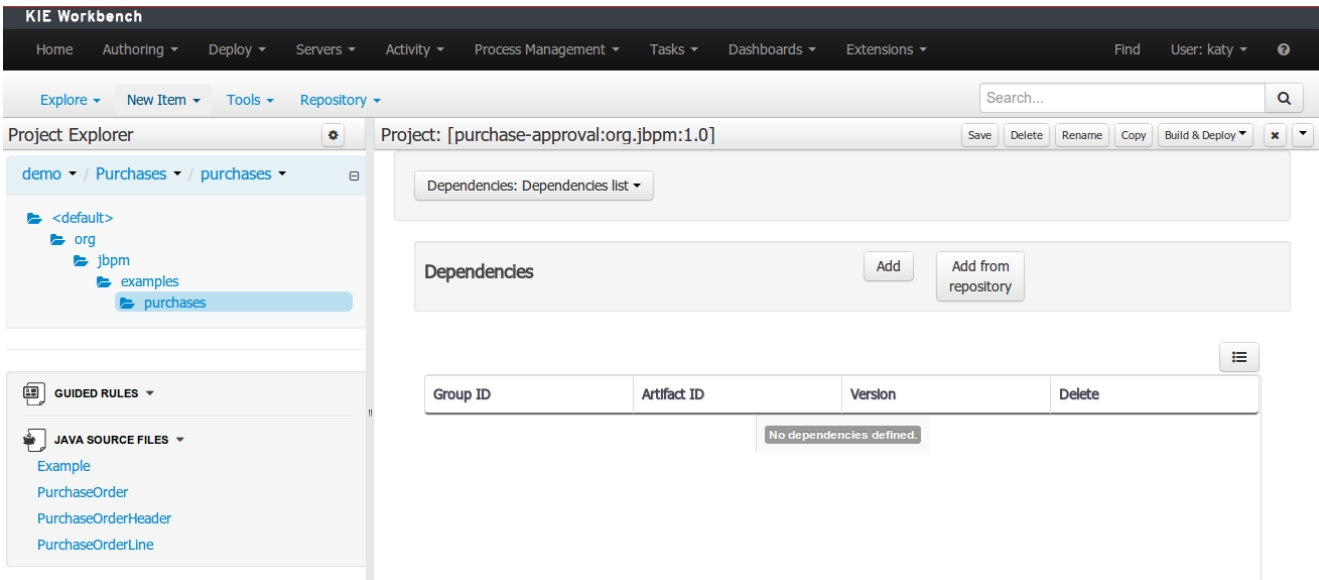 KIE Workbench
Home Authoring Deploy Servers Activity Process Management Tasks Dashboards Extensions Find User: katy
Explore New Item Tools Repository Search...
Project Explorer
Project: [purchase-approval:org.jbpm:1.0]
Save Delete Rename Copy Build & Deploy
demo / Purchases / purchases
<default>
org
jbpm
examples
purchases
GUIDED RULES
JAVA SOURCE FILES
Example
PurchaseOrder
PurchaseOrderHeader
PurchaseOrderLine
Dependencies: Dependencies list
Dependencies
Add
Add from
repository
Group ID Artifact ID Version Delete
No dependencies defined.